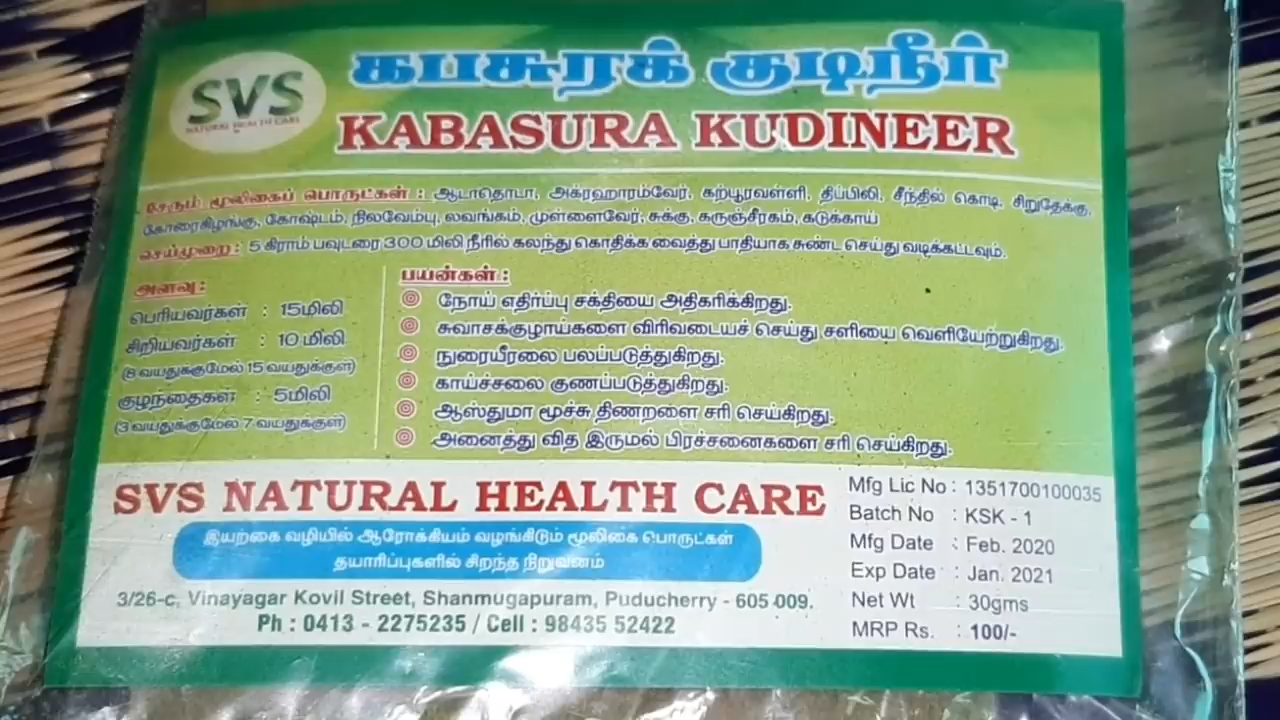 கபசுரக் குடிநீர்
SVS
NATURAL HEALTH CARE
KABASURA KUDINEER
சேரும் மூலிகைப் பொருட்கள் : ஆடாதொடா, அக்ரஹாரம்வேர், கற்பூரவள்ளி, திப்பிலி, சீந்தில் கொடி, சிறுதேக்கு,
கோரைகிழங்கு, கோஷ்டம், நிலவேம்பு, லவங்கம், முள்ளைவேர், சுக்கு, கருஞ்சீரகம், கடுக்காய்
செய்முறை : 5 கிராம் பவுடரை 300 மிலி நீரில் கலந்து கொதிக்க வைத்து பாதியாக சுண்ட செய்து வடிக்கட்டவும்.
அளவு :
பெரியவர்கள் : 15மிலி
சிறியவர்கள் : 10 மிலி
(8 வயதுக்குமேல் 15 வயதுக்குள்)
குழந்தைகள் : 5மிலி
(3 வயதுக்குமேல் 7 வயதுக்குள்)
பயன்கள் :
நோய் எதிர்ப்பு சக்தியை அதிகரிக்கிறது.
சுவாசக்குழாய்களை விரிவடையச் செய்து சளியை வெளியேற்றுகிறது.
நுரையீரலை பலப்படுத்துகிறது.
காய்ச்சலை குணப்படுத்துகிறது.
ஆஸ்துமா மூச்சு திணறளை சரி செய்கிறது.
அனைத்து வித இருமல் பிரச்சனைகளை சரி செய்கிறது.
SVS NATURAL HEALTH CARE
இயற்கை வழியில் ஆரோக்கியம் வழங்கிடும் மூலிகை பொருட்கள்
தயாரிப்புகளில் சிறந்த நிறுவனம்
3/26-c, Vinayagar Kovil Street, Shanmugapuram, Puducherry - 605 009.
Ph : 0413 - 2275235 / Cell : 98435 52422
Mfg Lic No : 1351700100035
Batch No : KSK - 1
Mfg Date : Feb. 2020
Exp Date : Jan. 2021
Net Wt : 30gms
MRP Rs. : 100/-